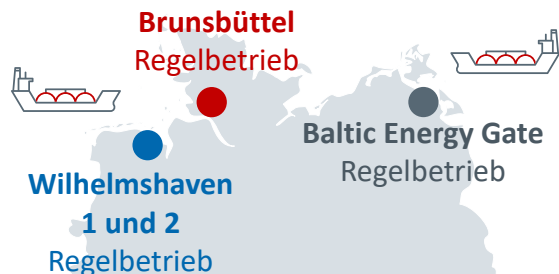 Brunsbüttel
Regelbetrieb
Baltic Energy Gate
Regelbetrieb
Wilhelmshaven
1 und 2
Regelbetrieb